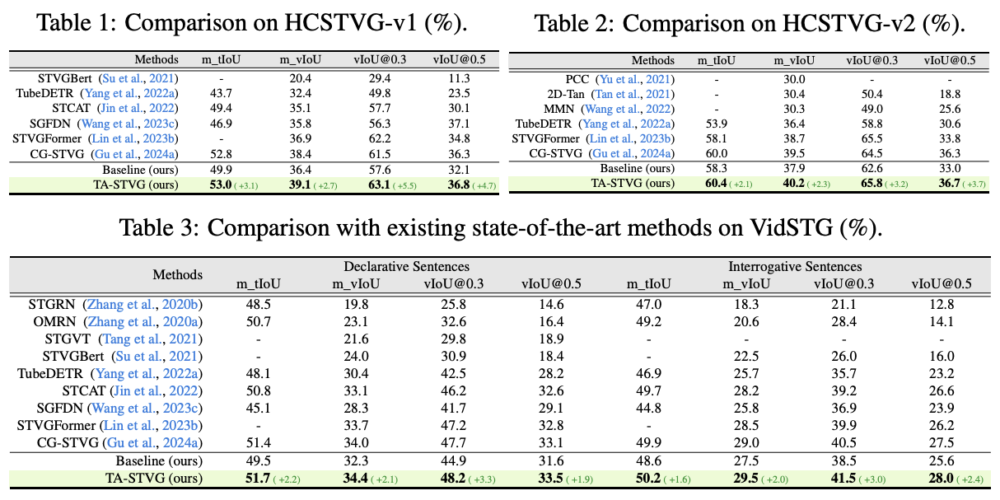 Table 1: Comparison on HCSTVG-v1 (%).
Methods m_tIoU m_vIoU vIoU@0.3 vIoU@0.5
STVGBert (Su et al., 2021) - 20.4 29.4 11.3
TubeDETR (Yang et al., 2022a) 43.7 32.4 49.8 23.5
STCAT (Jin et al., 2022) 49.4 35.1 57.7 30.1
SGFDN (Wang et al., 2023c) 46.9 35.8 56.3 37.1
STVGFormer (Lin et al., 2023b) - 36.9 62.2 34.8
CG-STVG (Gu et al., 2024a) 52.8 38.4 61.5 36.3
Baseline (ours) 49.9 36.4 57.6 32.1
TA-STVG (ours) 53.0 (+3.1) 39.1 (+2.7) 63.1 (+5.5) 36.8 (+4.7)
Table 2: Comparison on HCSTVG-v2 (%).
Methods m_tIoU m_vIoU vIoU@0.3 vIoU@0.5
PCC (Yu et al., 2021) - 30.0 - -
2D-Tan (Tan et al., 2021) - 30.4 50.4 18.8
MMN (Wang et al., 2022) - 30.3 49.0 25.6
TubeDETR (Yang et al., 2022a) 53.9 36.4 58.8 30.6
STVGFormer (Lin et al., 2023b) 58.1 38.7 65.5 33.8
CG-STVG (Gu et al., 2024a) 60.0 39.5 64.5 36.3
Baseline (ours) 58.3 37.9 62.6 33.0
TA-STVG (ours) 60.4 (+2.1) 40.2 (+2.3) 65.8 (+3.2) 36.7 (+3.7)
Table 3: Comparison with existing state-of-the-art methods on VidSTG (%).
Methods Declarative Sentences Interrogative Sentences
m_tIoU m_vIoU vIoU@0.3 vIoU@0.5 m_tIoU m_vIoU vIoU@0.3 vIoU@0.5
STGRN (Zhang et al., 2020b) 48.5 19.8 25.8 14.6 47.0 18.3 21.1 12.8
OMRN (Zhang et al., 2020a) 50.7 23.1 32.6 16.4 49.2 20.6 28.4 14.1
STGVT (Tang et al., 2021) - 21.6 29.8 18.9 - - - -
STVGBert (Su et al., 2021) - 24.0 30.9 18.4 - 22.5 26.0 16.0
TubeDETR (Yang et al., 2022a) 48.1 30.4 42.5 28.2 46.9 25.7 35.7 23.2
STCAT (Jin et al., 2022) 50.8 33.1 46.2 32.6 49.7 28.2 39.2 26.6
SGFDN (Wang et al., 2023c) 45.1 28.3 41.7 29.1 44.8 25.8 36.9 23.9
STVGFormer (Lin et al., 2023b) - 33.7 47.2 32.8 - 28.5 39.9 26.2
CG-STVG (Gu et al., 2024a) 51.4 34.0 47.7 33.1 49.9 29.0 40.5 27.5
Baseline (ours) 49.5 32.3 44.9 31.6 48.6 27.5 38.5 25.6
TA-STVG (ours) 51.7 (+2.2) 34.4 (+2.1) 48.2 (+3.3) 33.5 (+1.9) 50.2 (+1.6) 29.5 (+2.0) 41.5 (+3.0) 28.0 (+2.4)